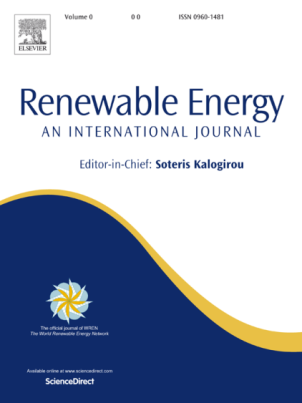 Volume 0 0 0 ISSN 0960-1481
ELSEVIER
Renewable Energy
AN INTERNATIONAL JOURNAL
Editor-in-Chief: Soteris Kalogirou
The official journal of WREN
The World Renewable Energy Network
Available online at www.sciencedirect.com
ScienceDirect